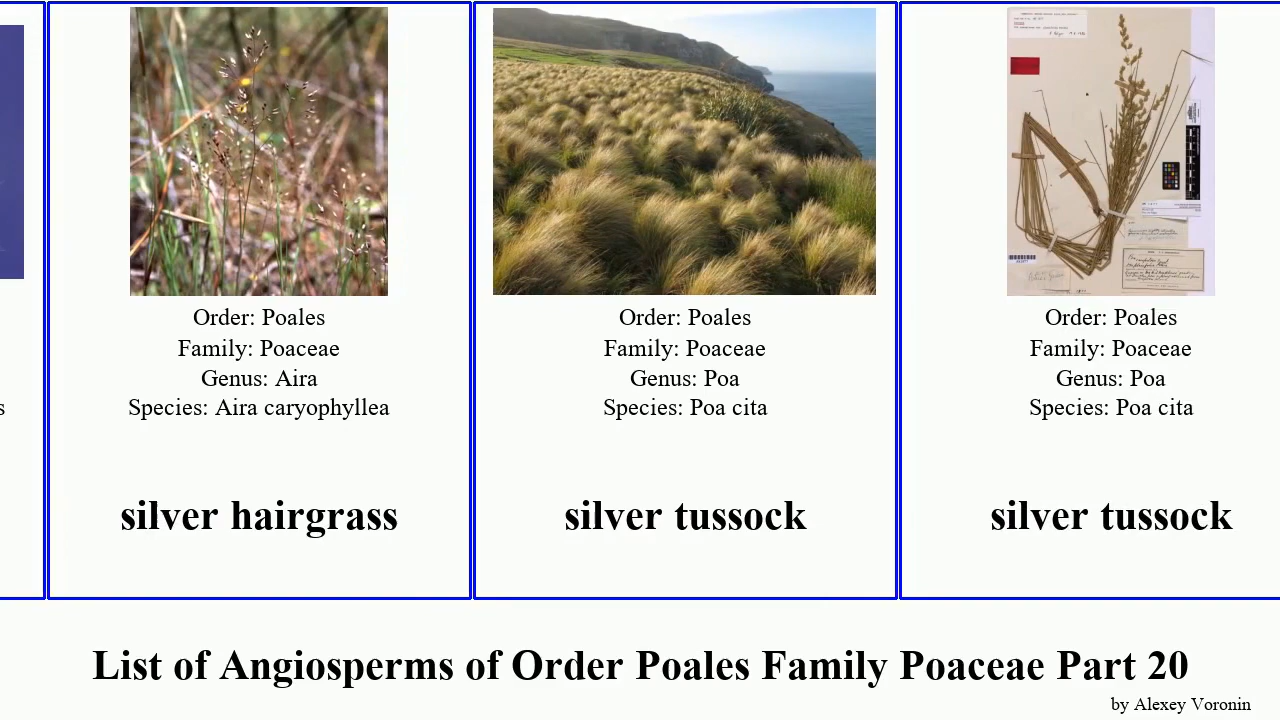 s
Order: Poales
Family: Poaceae
Genus: Aira
Species: Aira caryophyllea
silver hairgrass
Order: Poales
Family: Poaceae
Genus: Poa
Species: Poa cita
silver tussock
Order: Poales
Family: Poaceae
Genus: Poa
Species: Poa cita
silver tussock
List of Angiosperms of Order Poales Family Poaceae Part 20
by Alexey Voronin